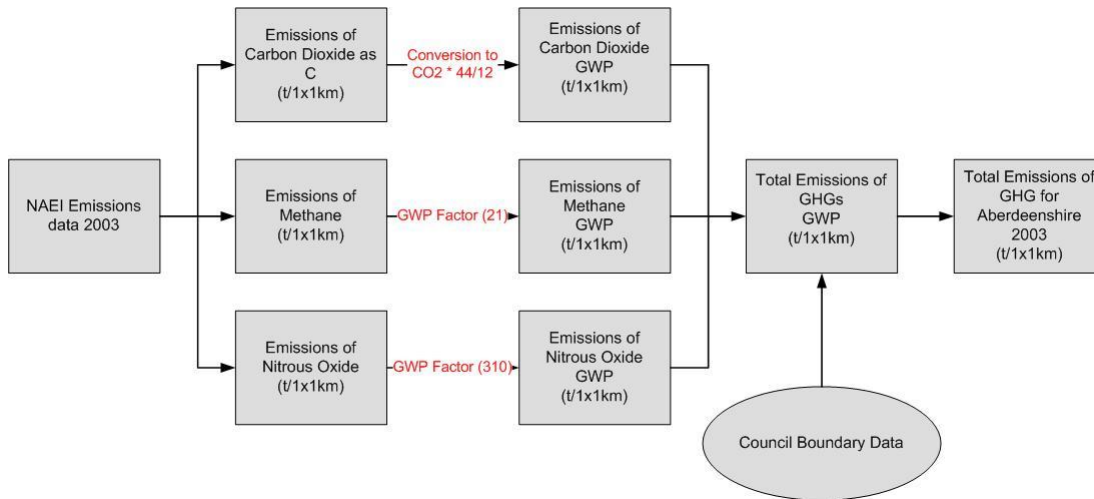 NAEI Emissions
data 2003
Emissions of
Carbon Dioxide as
C
(t/1x1km)
Conversion to
CO2 * 44/12
Emissions of
Carbon Dioxide
GWP
(t/1x1km)
Emissions of
Methane
(t/1x1km)
GWP Factor (21)
Emissions of
Methane
GWP
(t/1x1km)
Emissions of
Nitrous Oxide
(t/1x1km)
GWP Factor (310)
Emissions of
Nitrous Oxide
GWP
(t/1x1km)
Total Emissions of
GHGs
GWP
(t/1x1km)
Total Emissions of
GHG for
Aberdeenshire
2003
(t/1x1km)
Council Boundary Data